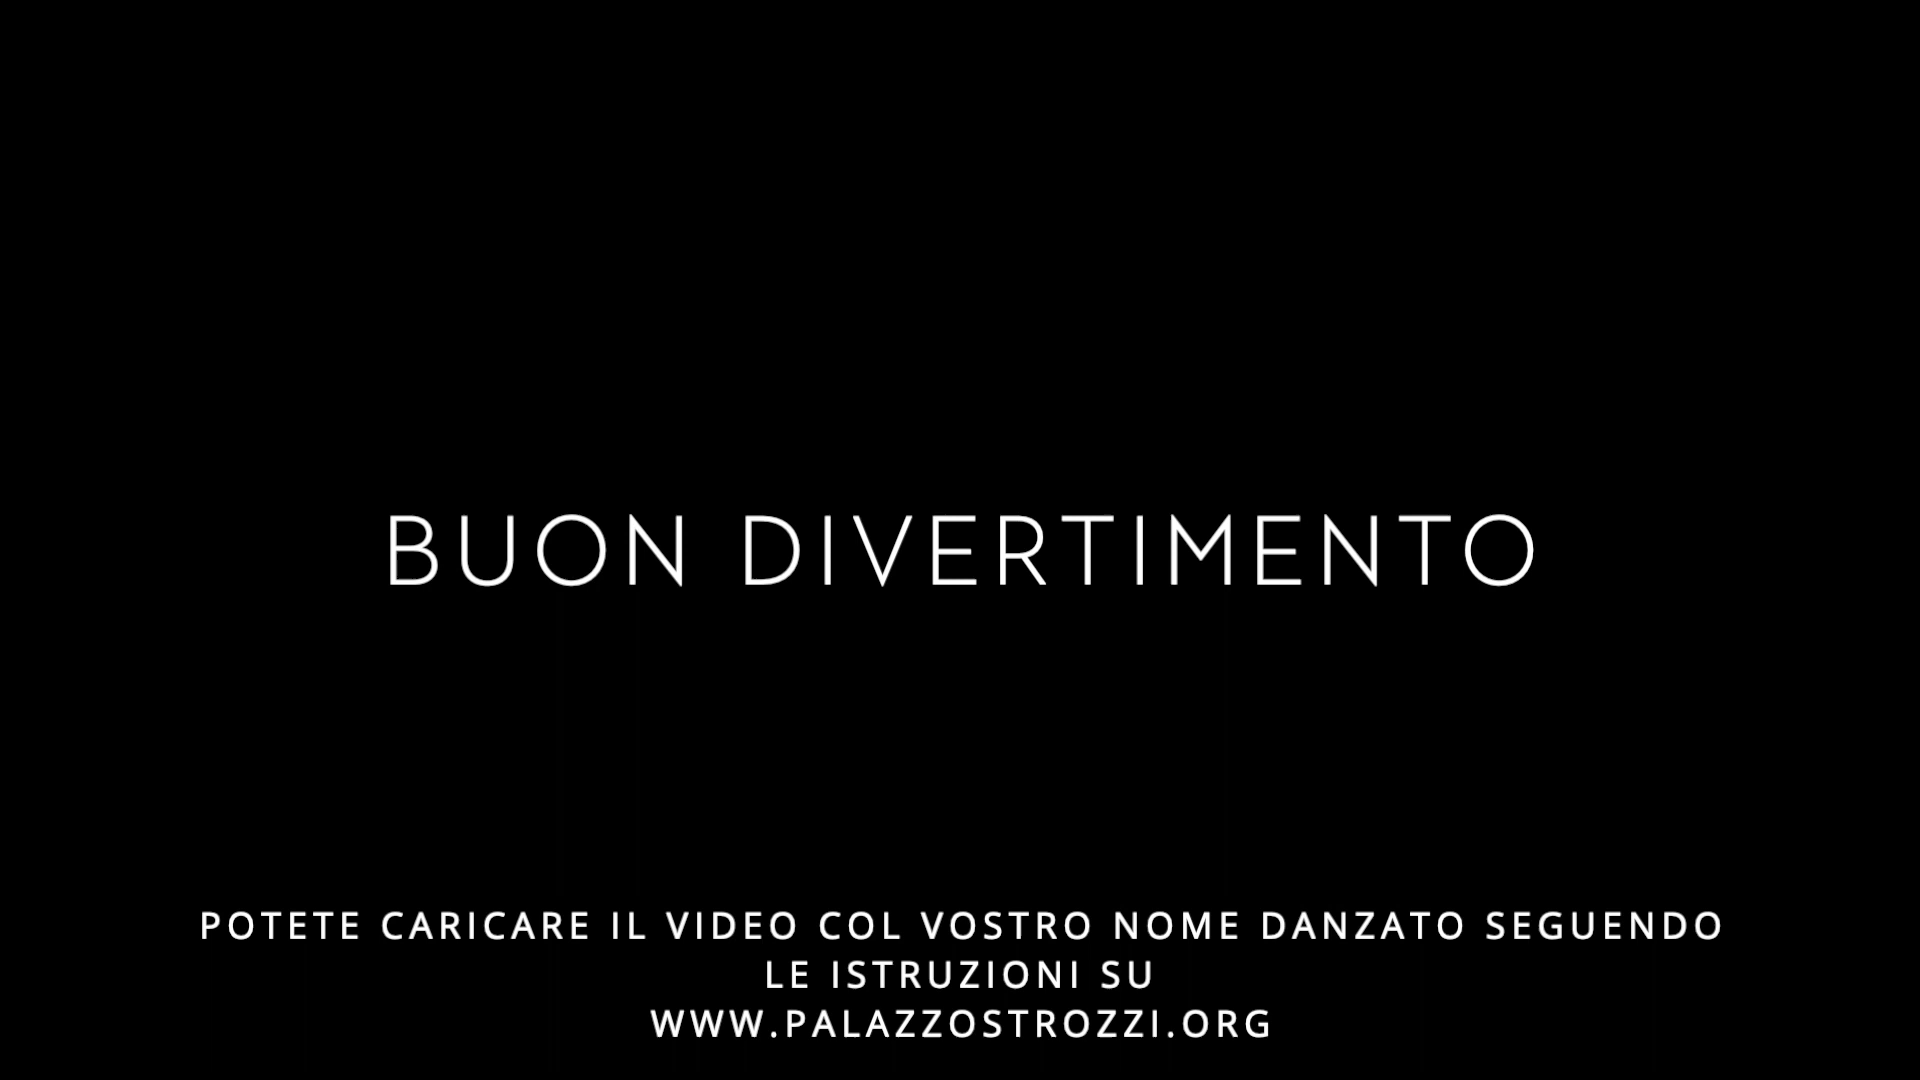 BUON DIVERTIMENTO
POTETE CARICARE IL VIDEO COL VOSTRO NOME DANZATO SEGUENDO
LE ISTRUZIONI SU
WWW.PALAZZOSTROZZI.ORG